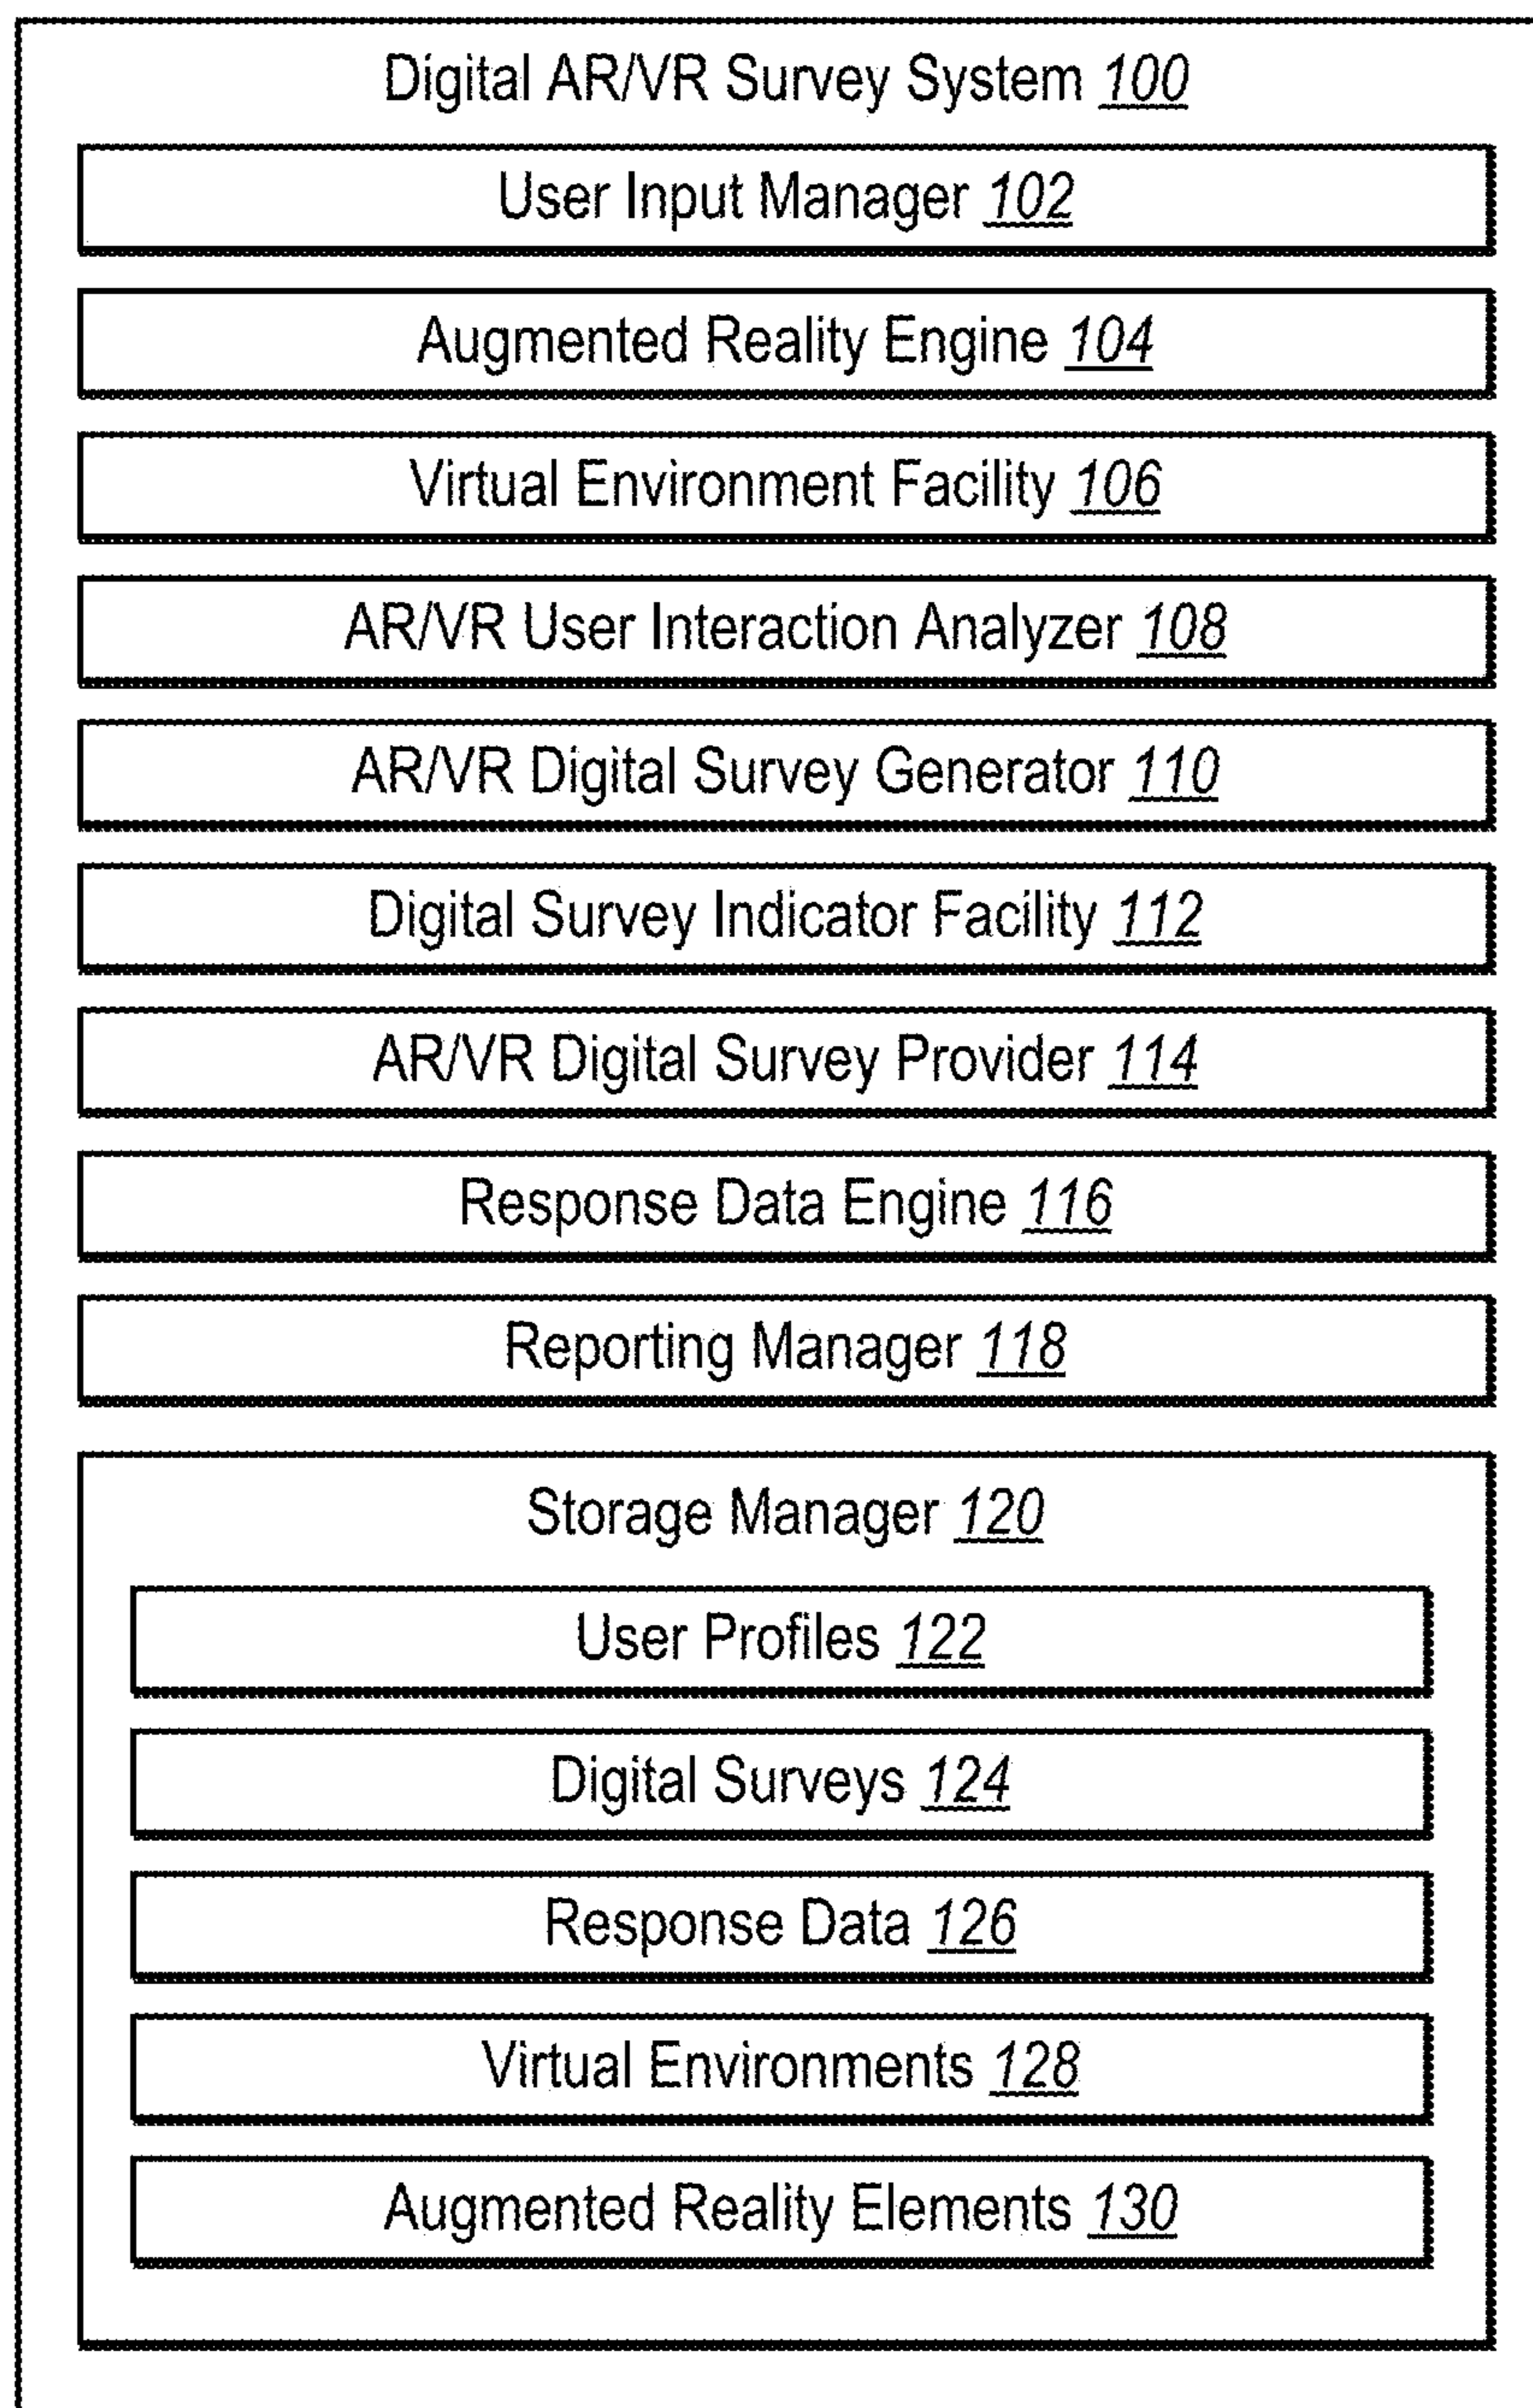 Digital AR/VR Survey System 100
User Input Manager 102
Augmented Reality Engine 104
Virtual Environment Facility 106
AR/VR User Interaction Analyzer 108
AR/VR Digital Survey Generator 110
Digital Survey Indicator Facility 112
AR/VR Digital Survey Provider 114
Response Data Engine 116
Reporting Manager 118
Storage Manager 120
User Profiles 122
Digital Surveys 124
Response Data 126
Virtual Environments 128
Augmented Reality Elements 130